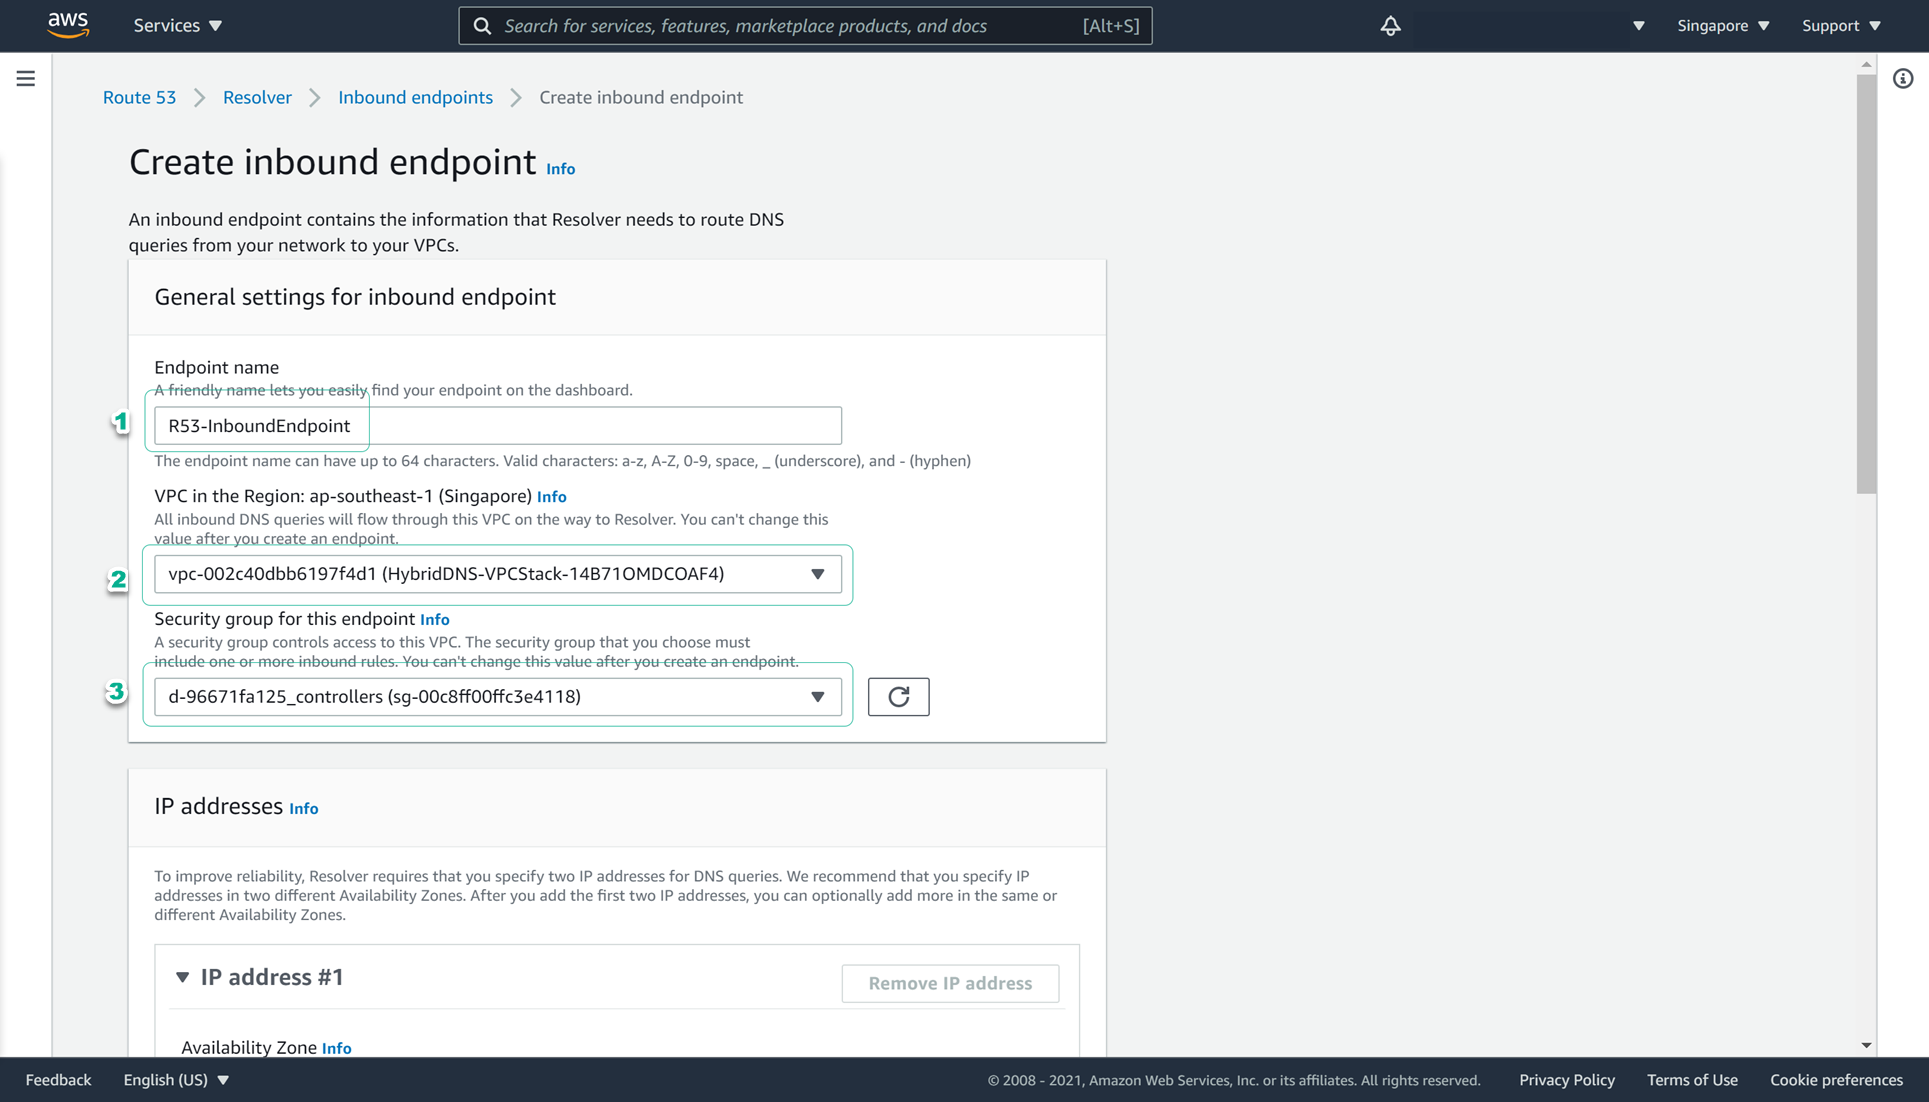 aws
Services
Search for services, features, marketplace products, and docs
[Alt+S]
Singapore
Support
Route 53
Resolver
Inbound endpoints
Create inbound endpoint
Create inbound endpoint Info
An inbound endpoint contains the information that Resolver needs to route DNS
queries from your network to your VPCs.
General settings for inbound endpoint
Endpoint name
A friendly name lets you easily find your endpoint on the dashboard.
1
R53-InboundEndpoint
The endpoint name can have up to 64 characters. Valid characters: a-z, A-Z, 0-9, space, _ (underscore), and - (hyphen)
VPC in the Region: ap-southeast-1 (Singapore) Info
All inbound DNS queries will flow through this VPC on the way to Resolver. You can't change this
value after you create an endpoint.
2
vpc-002c40dbb6197f4d1 (HybridDNS-VPCStack-14B71OMDCOAF4)
Security group for this endpoint Info
A security group controls access to this VPC. The security group that you choose must
include one or more inbound rules. You can't change this value after you create an endpoint.
3
d-96671fa125_controllers (sg-00c8ff00ffc3e4118)
IP addresses Info
To improve reliability, Resolver requires that you specify two IP addresses for DNS queries. We recommend that you specify IP
addresses in two different Availability Zones. After you add the first two IP addresses, you can optionally add more in the same or
different Availability Zones.
IP address #1
Remove IP address
Availability Zone Info
Feedback
English (US)
© 2008 - 2021, Amazon Web Services, Inc. or its affiliates. All rights reserved.
Privacy Policy
Terms of Use
Cookie preferences